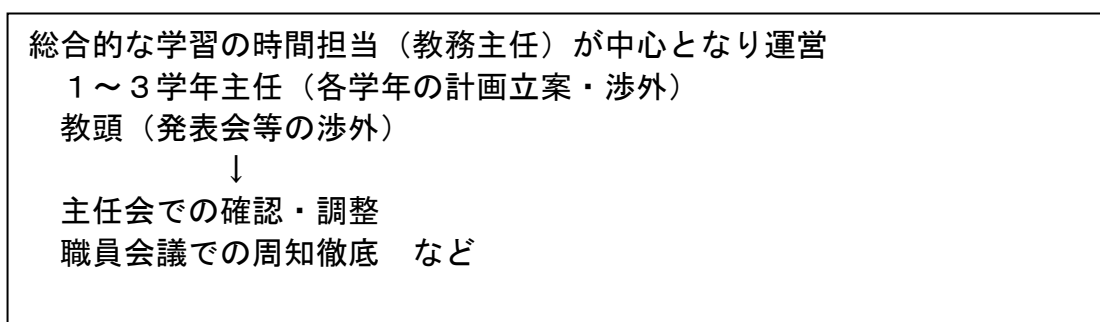 総合的な学習の時間担当(教務主任)が中心となり運営
1~3学年主任(各学年の計画立案・渉外)
教頭(発表会等の渉外)
↓
主任会での確認・調整
職員会議での周知徹底 など